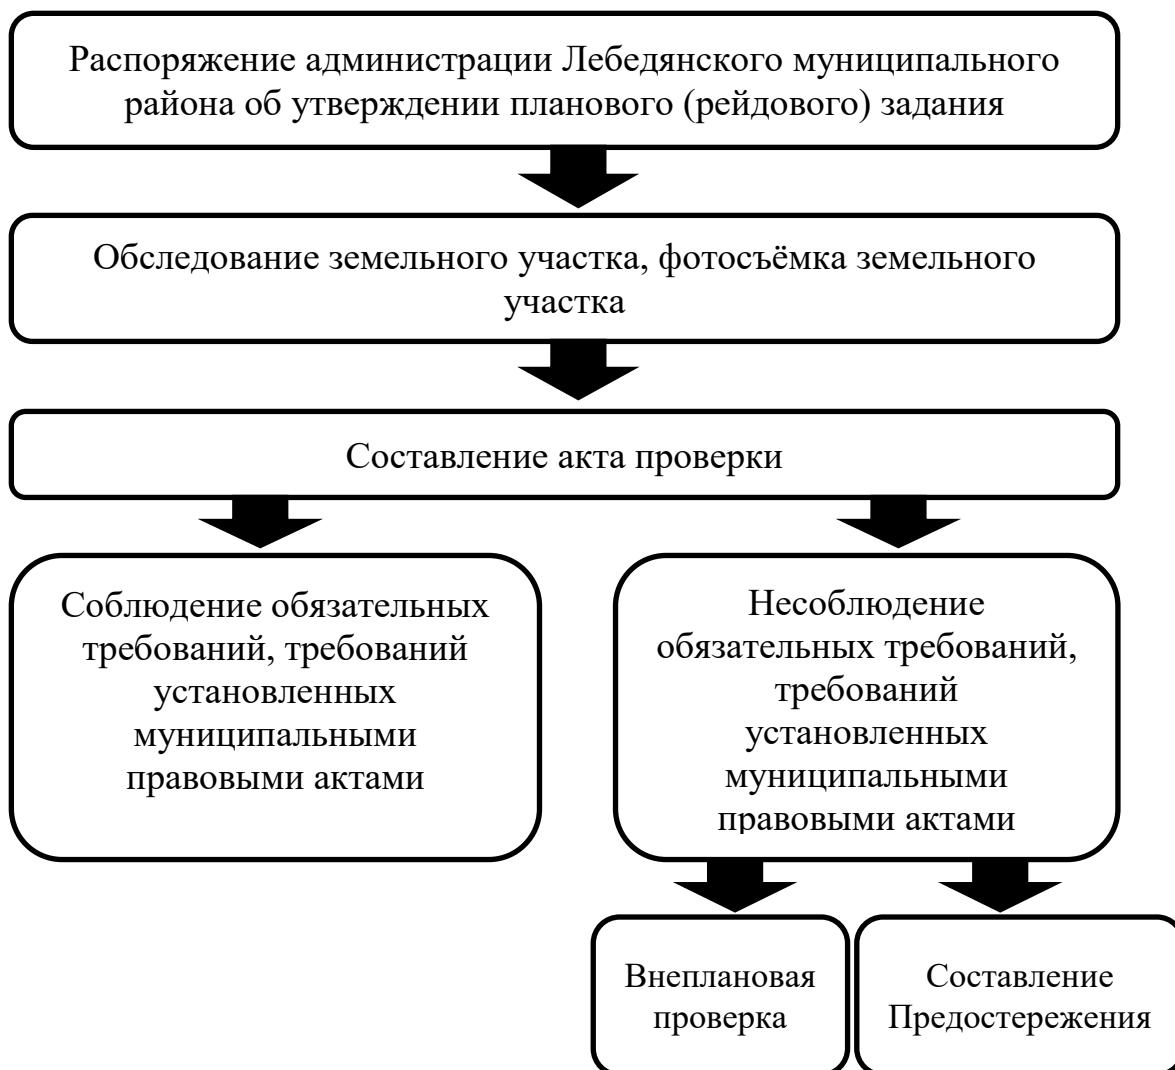 Распоряжение администрации Лебедянского муниципального
района об утверждении планового (рейдового) задания
Обследование земельного участка, фотосъёмка земельного
участка
Составление акта проверки
Соблюдение обязательных
требований, требований
установленных
муниципальными
правовыми актами
Несоблюдение
обязательных требований,
требований
установленных
муниципальными
правовыми актами
Внеплановая
проверка
Составление
Предостережения